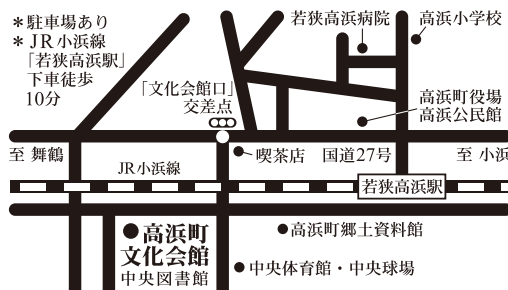 ＊駐車場あり
＊JR小浜線
「若狭高浜駅」
下車徒歩
10分
「文化会館口」
交差点
若狭高浜病院
高浜小学校
高浜町役場
高浜公民館
至 舞鶴
喫茶店
国道27号
至 小浜
JR小浜線
若狭高浜駅
高浜町
文化会館
中央図書館
高浜町郷土資料館
中央体育館・中央球場